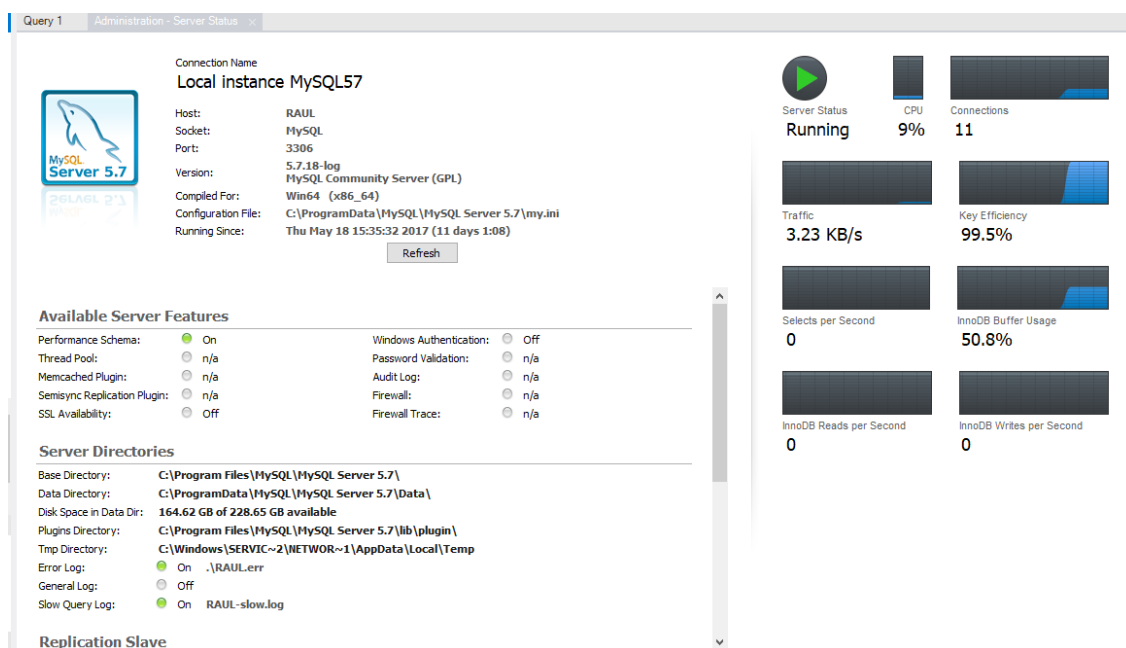 Query 1 Administration - Server Status ×
Connection Name
Local instance MySQL57
MySQL
Server 5.7
Host: RAUL
Socket: MySQL
Port: 3306
Version: 5.7.18-log
MySQL Community Server (GPL)
Compiled For: Win64 (x86_64)
Configuration File: C:\ProgramData\MySQL\MySQL Server 5.7\my.ini
Running Since: Thu May 18 15:35:32 2017 (11 days 1:08)
Refresh
Available Server Features
Performance Schema: On Windows Authentication: Off
Thread Pool: n/a Password Validation: n/a
Memcached Plugin: n/a Audit Log: n/a
Semisync Replication Plugin: n/a Firewall: n/a
SSL Availability: Off Firewall Trace: n/a
Server Directories
Base Directory: C:\Program Files\MySQL\MySQL Server 5.7\
Data Directory: C:\ProgramData\MySQL\MySQL Server 5.7\Data\
Disk Space in Data Dir: 164.62 GB of 228.65 GB available
Plugins Directory: C:\Program Files\MySQL\MySQL Server 5.7\lib\plugin\
Tmp Directory: C:\Windows\SERVIC~2\NETWOR~1\AppData\Local\Temp
Error Log: On .\RAUL.err
General Log: Off
Slow Query Log: On RAUL-slow.log
Replication Slave
Server Status CPU Connections
Running 9% 11
Traffic Key Efficiency
3.23 KB/s 99.5%
Selects per Second InnoDB Buffer Usage
0 50.8%
InnoDB Reads per Second InnoDB Writes per Second
0 0